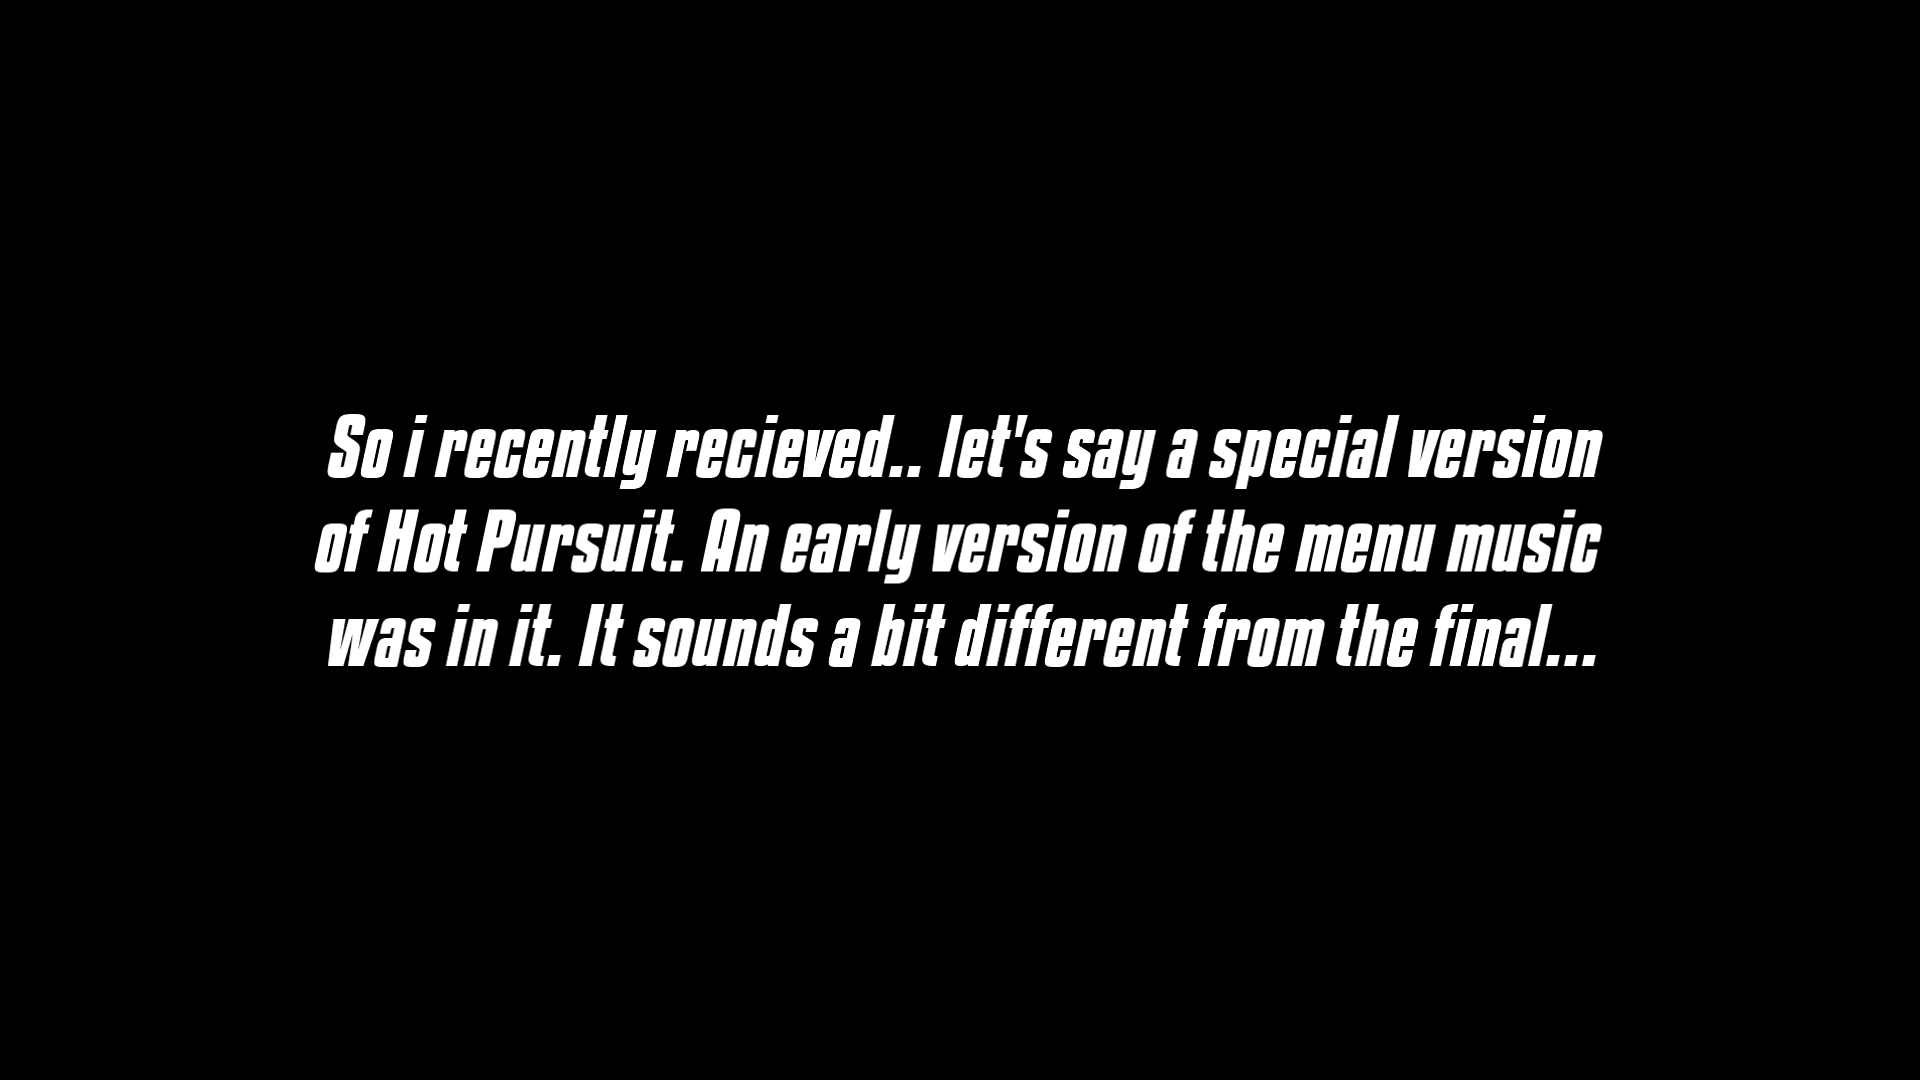 So i recently recieved.. let's say a special version
of Hot Pursuit. An early version of the menu music
was in it. It sounds a bit different from the final...